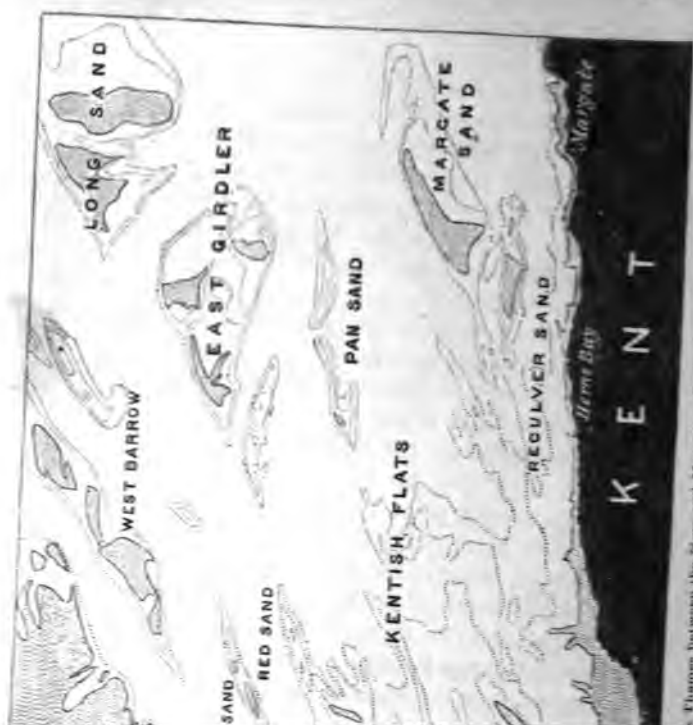 LONG SAND
EAST GIRDLER
MARGATE
SAND
Margate
PAN SAND
WEST BARROW
RECULVER SAND
Herne Bay
KENT
KENTISH FLATS
RED SAND
SAND